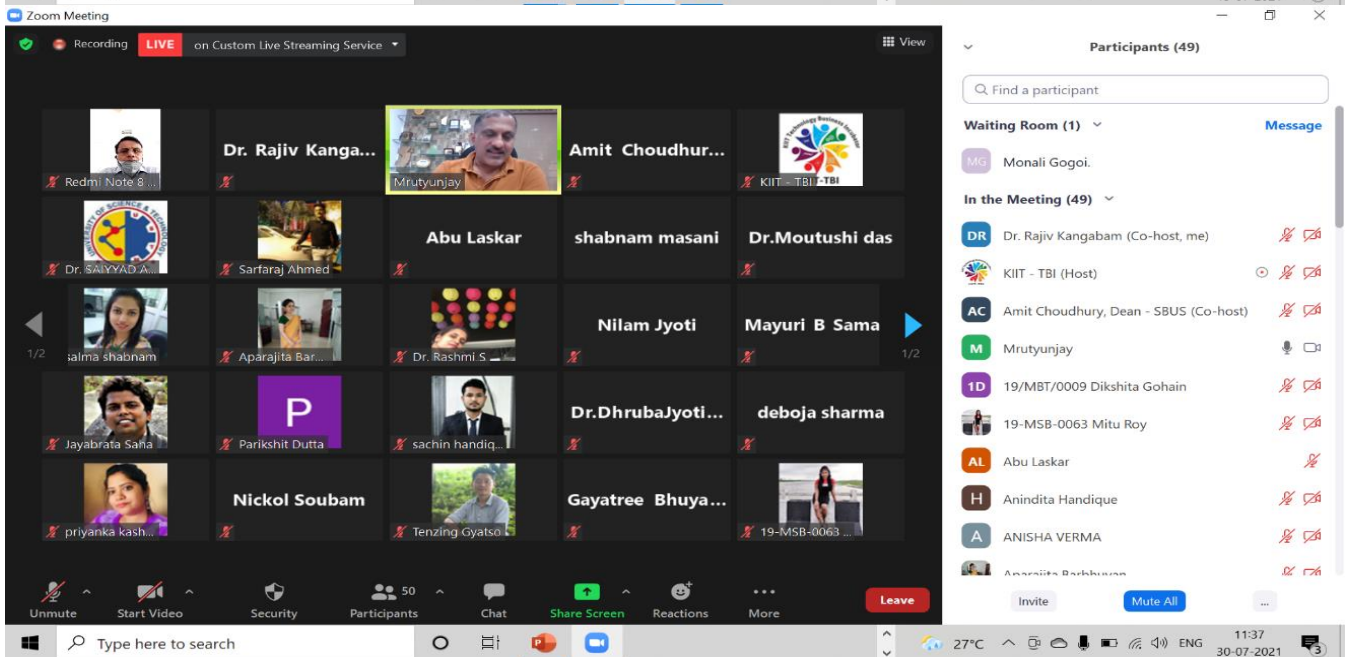 Zoom Meeting
Recording LIVE on Custom Live Streaming Service
View
Redmi Note 8 ...
Dr. Rajiv Kanga...
Mrutyunjay
Amit Choudhur...
KIIT - TBI
Dr. SAIYYAD A...
Sarfaraj Ahmed
Abu Laskar
shabnam masani
Dr.Moutushi das
salma shabnam
Aparajita Bar...
Dr. Rashmi S
Nilam Jyoti
Mayuri B Sama
1/2
1/2
Jayabrata Saha
Parikshit Dutta
P
sachin handiq...
Dr.DhrubaJyoti...
deboja sharma
priyanka kash...
Nickol Soubam
Tenzing Gyatso
Gayatree Bhuya...
19-MSB-0063 ...
Unmute
Start Video
Security
50
Participants
Chat
Share Screen
Reactions
More
Leave
Participants (49)
Find a participant
Waiting Room (1)
Message
MG Monali Gogoi.
In the Meeting (49)
DR Dr. Rajiv Kangabam (Co-host, me)
KIIT - TBI (Host)
AC Amit Choudhury, Dean - SBUS (Co-host)
M Mrutyunjay
1D 19/MBT/0009 Dikshita Gohain
19-MSB-0063 Mitu Roy
AL Abu Laskar
H Anindita Handique
A ANISHA VERMA
Aparajita Barbhuyan
Invite
Mute All
...
Type here to search
27°C
ENG
11:37
30-07-2021
3